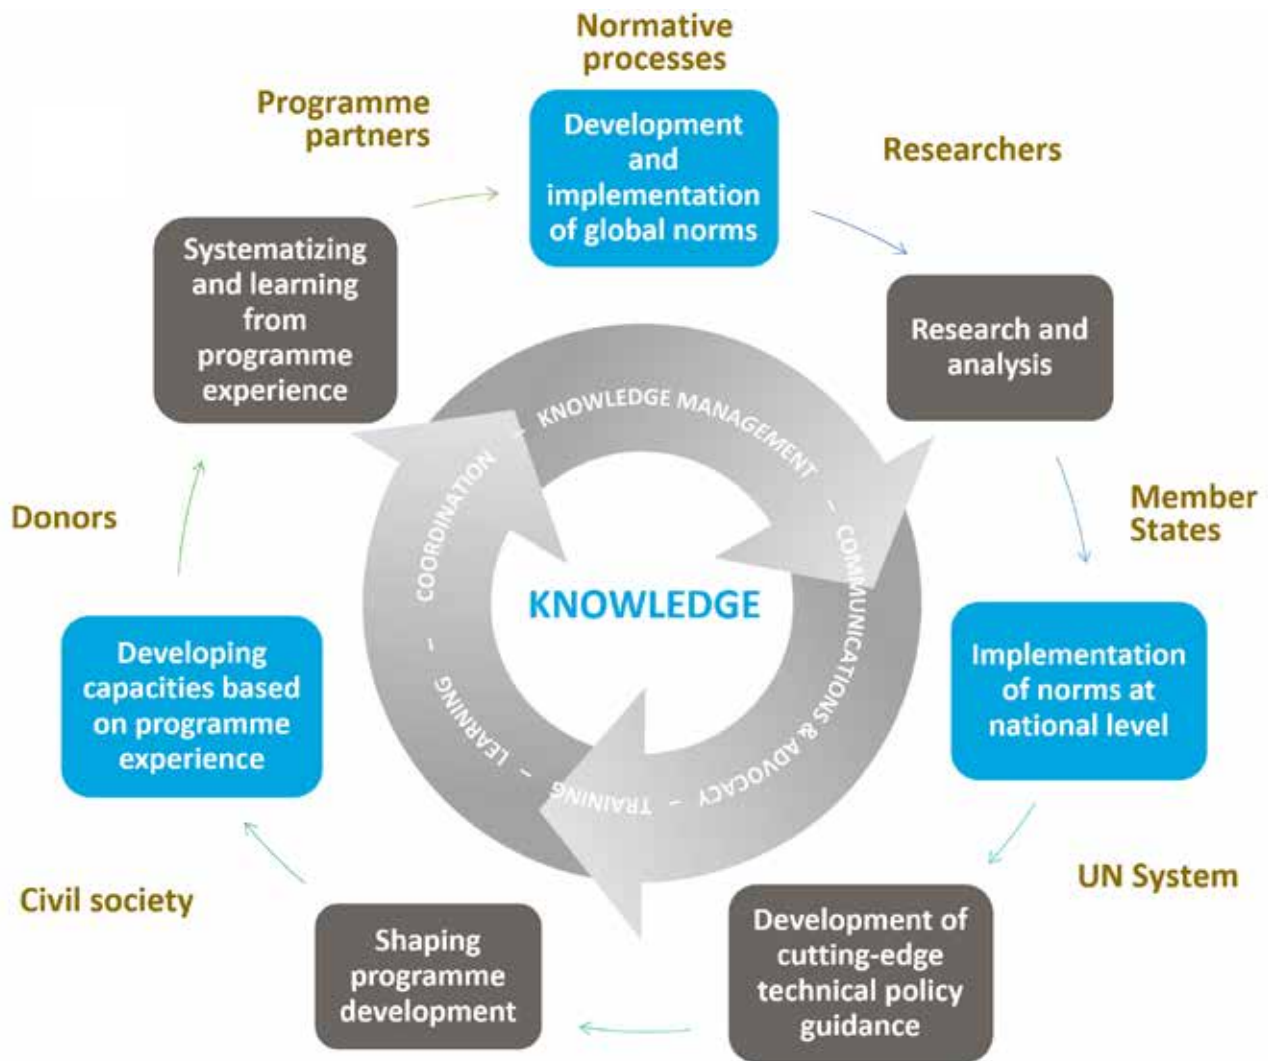 Normative
processes
Programme
partners
Development
and
implementation
of global norms
Researchers
Systematizing
and learning
from
programme
experience
Research and
analysis
KNOWLEDGE MANAGEMENT – COMMUNICATIONS & ADVOCACY – TRAINING – LEARNING – COORDINATION –
Donors
Member
States
KNOWLEDGE
Developing
capacities based
on programme
experience
Implementation
of norms at
national level
Civil society
UN System
Shaping
programme
development
Development of
cutting-edge
technical policy
guidance